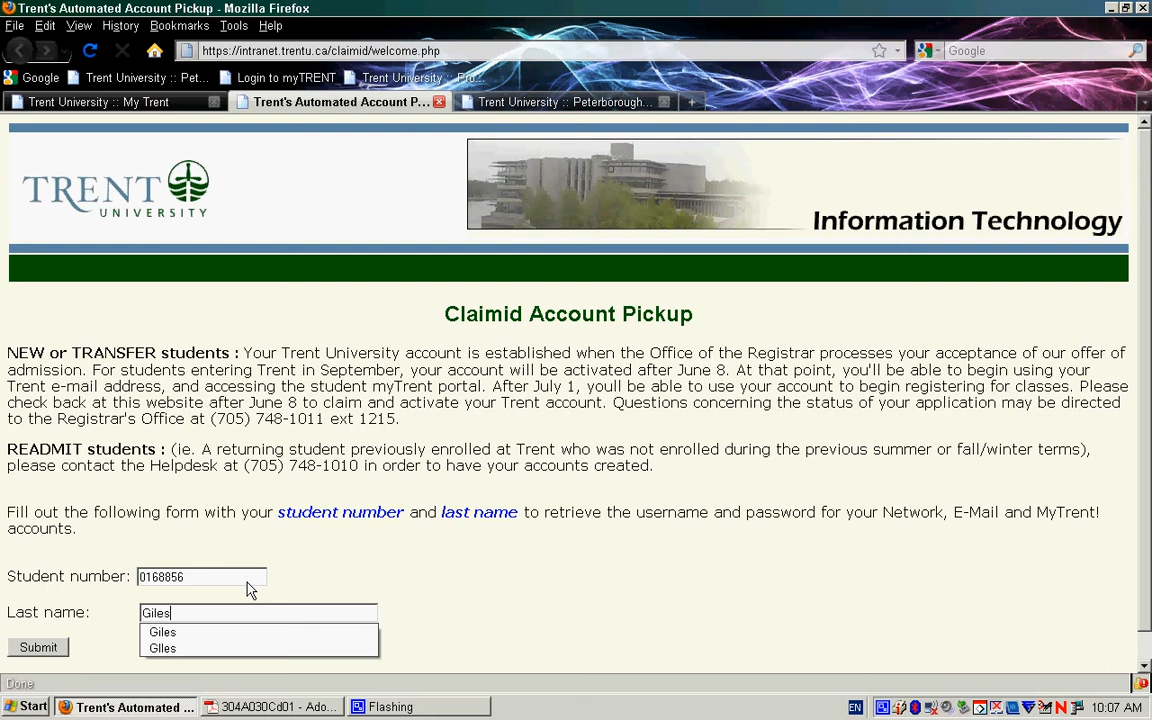 Trent's Automated Account Pickup - Mozilla Firefox
File Edit View History Bookmarks Tools Help
https://intranet.trentu.ca/claimid/welcome.php
Google
Google Trent University :: Pet... Login to myTRENT Trent University :: Pro...
Trent University :: My Trent Trent's Automated Account P... Trent University :: Peterborough...
TRENT
UNIVERSITY
Information Technology
Claimid Account Pickup
NEW or TRANSFER students : Your Trent University account is established when the Office of the Registrar processes your acceptance of our offer of
admission. For students entering Trent in September, your account will be activated after June 8. At that point, you'll be able to begin using your
Trent e-mail address, and accessing the student myTrent portal. After July 1, youll be able to use your account to begin registering for classes. Please
check back at this website after June 8 to claim and activate your Trent account. Questions concerning the status of your application may be directed
to the Registrar's Office at (705) 748-1011 ext 1215.
READMIT students : (ie. A returning student previously enrolled at Trent who was not enrolled during the previous summer or fall/winter terms),
please contact the Helpdesk at (705) 748-1010 in order to have your accounts created.
Fill out the following form with your student number and last name to retrieve the username and password for your Network, E-Mail and MyTrent!
accounts.
Student number: 0168856
Last name: Giles
Giles
GIles
Submit
Done
Start Trent's Automated ... 304A030Cd01 - Ado... Flashing EN 10:07 AM